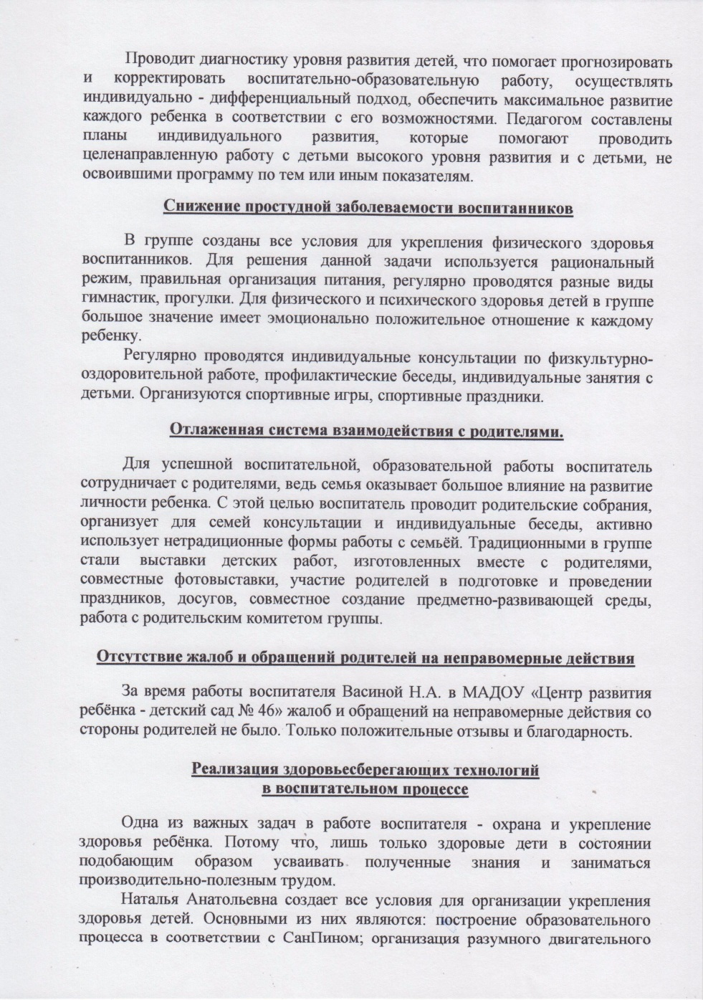 Проводит диагностику уровня развития детей, что помогает прогнозировать
и корректировать воспитательно-образовательную работу, осуществлять
индивидуально - дифференциальный подход, обеспечить максимальное развитие
каждого ребенка в соответствии с его возможностями. Педагогом составлены
планы индивидуального развития, которые помогают проводить
целенаправленную работу с детьми высокого уровня развития и с детьми, не
освоившими программу по тем или иным показателям.
Снижение простудной заболеваемости воспитанников
В группе созданы все условия для укрепления физического здоровья
воспитанников. Для решения данной задачи используется рациональный
режим, правильная организация питания, регулярно проводятся разные виды
гимнастик, прогулки. Для физического и психического здоровья детей в группе
большое значение имеет эмоционально положительное отношение к каждому
ребенку.
Регулярно проводятся индивидуальные консультации по физкультурно-
оздоровительной работе, профилактические беседы, индивидуальные занятия с
детьми. Организуются спортивные игры, спортивные праздники.
Отлаженная система взаимодействия с родителями.
Для успешной воспитательной, образовательной работы воспитатель
сотрудничает с родителями, ведь семья оказывает большое влияние на развитие
личности ребенка. С этой целью воспитатель проводит родительские собрания,
организует для семей консультации и индивидуальные беседы, активно
использует нетрадиционные формы работы с семьёй. Традиционными в группе
стали выставки детских работ, изготовленных вместе с родителями,
совместные фотовыставки, участие родителей в подготовке и проведении
праздников, досугов, совместное создание предметно-развивающей среды,
работа с родительским комитетом группы.
Отсутствие жалоб и обращений родителей на неправомерные действия
За время работы воспитателя Васиной Н.А. в МАДОУ «Центр развития
ребёнка - детский сад № 46» жалоб и обращений на неправомерные действия со
стороны родителей не было. Только положительные отзывы и благодарность.
Реализация здоровьесберегающих технологий
в воспитательном процессе
Одна из важных задач в работе воспитателя - охрана и укрепление
здоровья ребёнка. Потому что, лишь только здоровые дети в состоянии
подобающим образом усваивать полученные знания и заниматься
производительно-полезным трудом.
Наталья Анатольевна создает все условия для организации укрепления
здоровья детей. Основными из них являются: построение образовательного
процесса в соответствии с СанПином; организация разумного двигательного